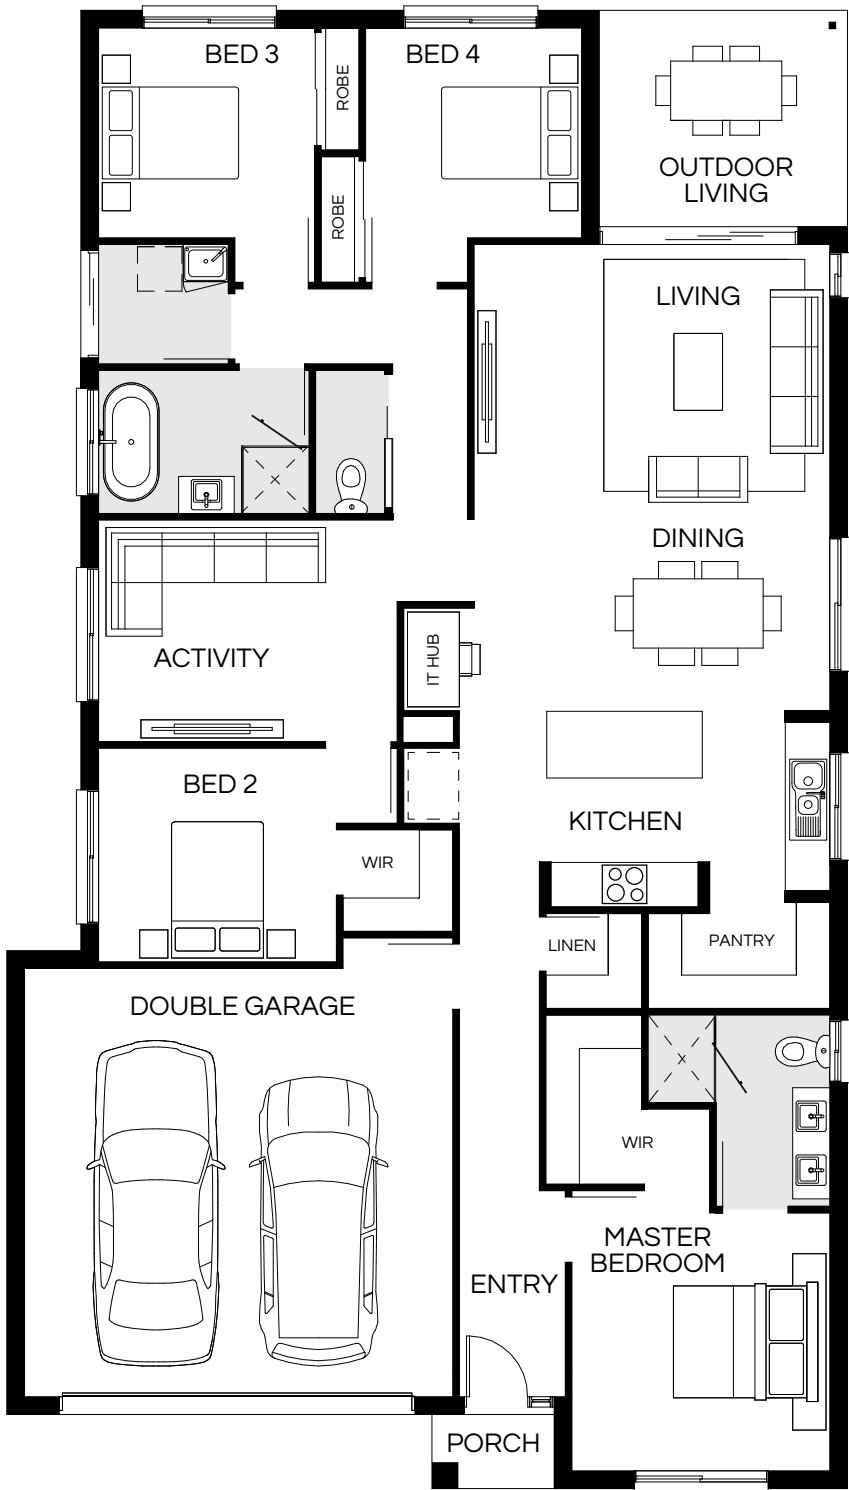 BED 3
BED 4
ROBE
ROBE
OUTDOOR
LIVING
LIVING
DINING
ACTIVITY
IT HUB
BED 2
KITCHEN
WIR
LINEN
PANTRY
DOUBLE GARAGE
WIR
MASTER
BEDROOM
ENTRY
PORCH